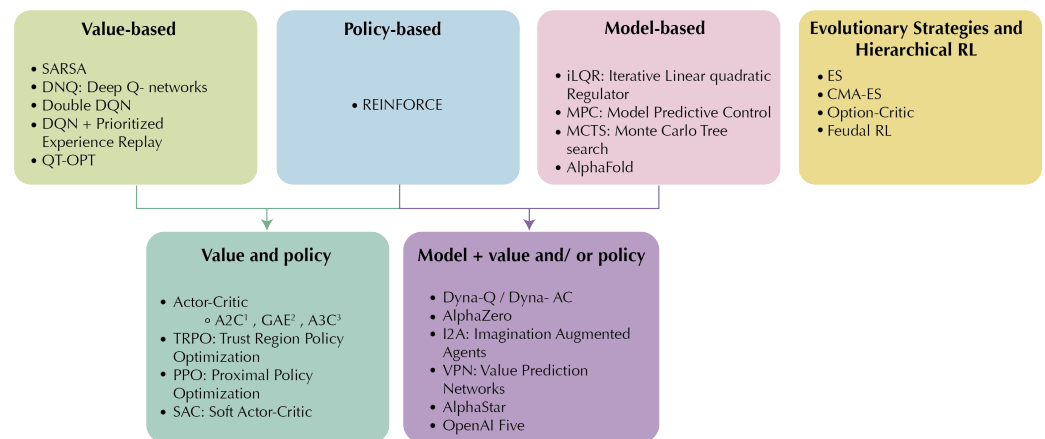 Value-based
• SARSA
• DNQ: Deep Q- networks
• Double DQN
• DQN + Prioritized
Experience Replay
• QT-OPT
Policy-based
• REINFORCE
Model-based
• iLQR: Iterative Linear quadratic
Regulator
• MPC: Model Predictive Control
• MCTS: Monte Carlo Tree
search
• AlphaFold
Evolutionary Strategies and
Hierarchical RL
• ES
• CMA-ES
• Option-Critic
• Feudal RL
Value and policy
• Actor-Critic
∘ A2C¹ , GAE² , A3C³
• TRPO: Trust Region Policy
Optimization
• PPO: Proximal Policy
Optimization
• SAC: Soft Actor-Critic
Model + value and/ or policy
• Dyna-Q / Dyna- AC
• AlphaZero
• I2A: Imagination Augmented
Agents
• VPN: Value Prediction
Networks
• AlphaStar
• OpenAI Five